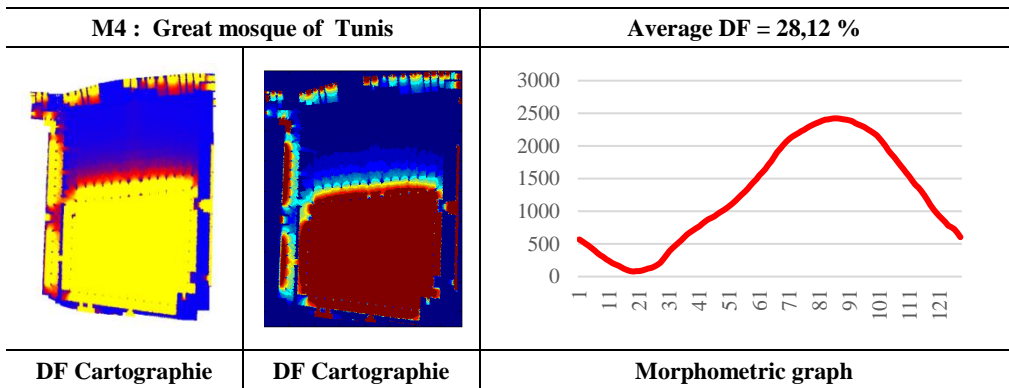 M4 : Great mosque of Tunis
Average DF = 28,12 %
3000
2500
2000
1500
1000
500
0
1 11 21 31 41 51 61 71 81 91 101 111 121
DF Cartographie
DF Cartographie
Morphometric graph